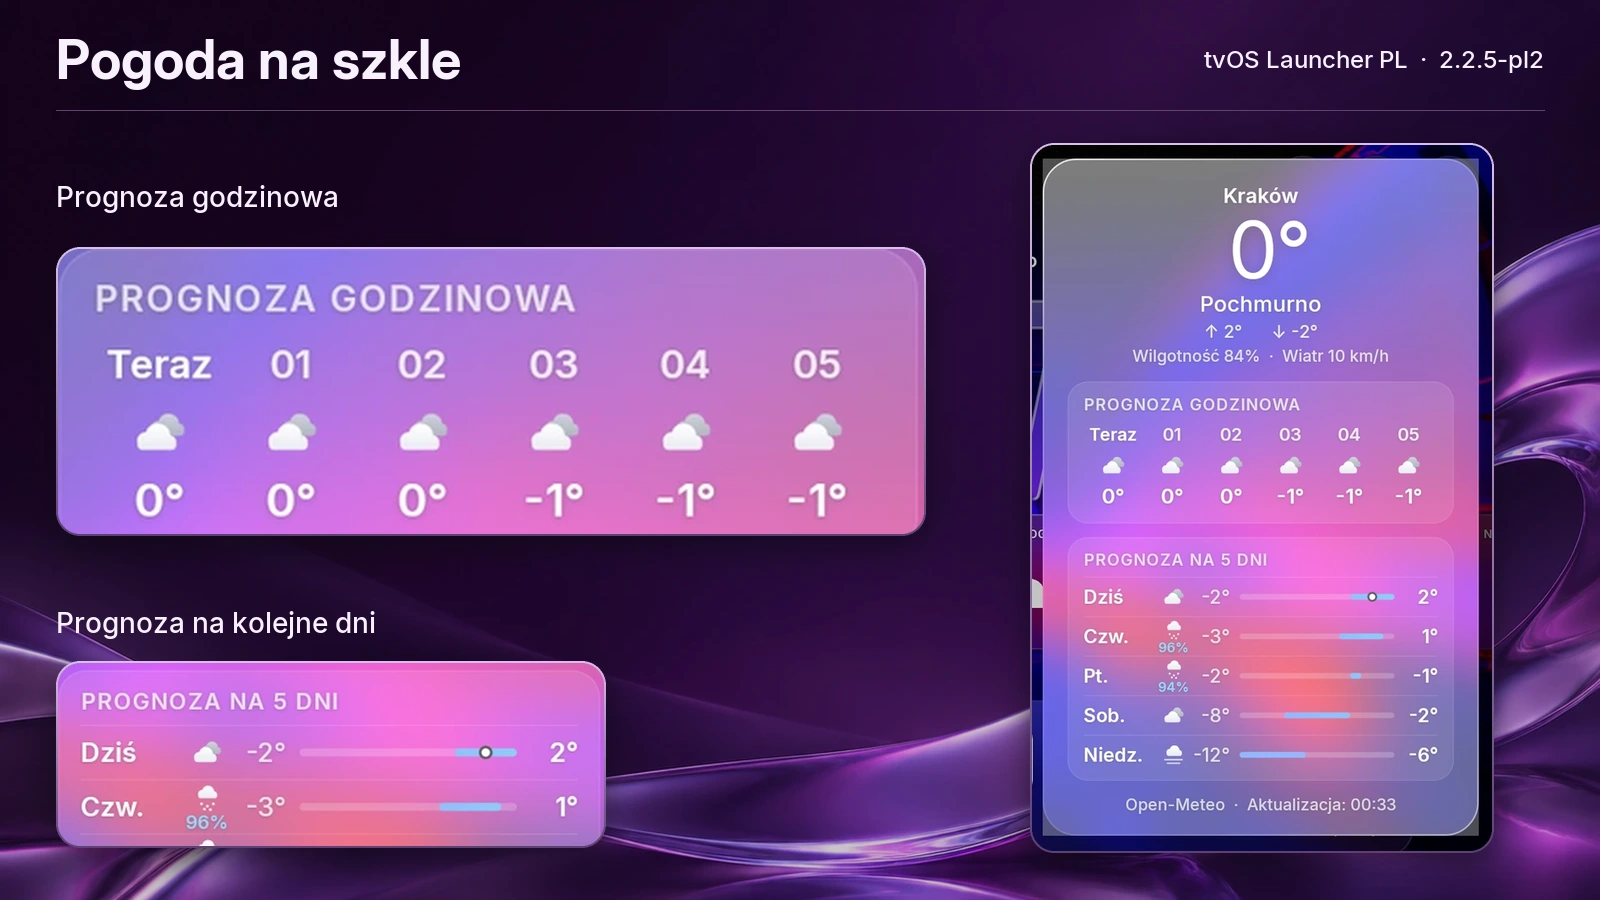 Pogoda na szkle
tvOS Launcher PL · 2.2.5-pl2
Prognoza godzinowa
PROGNOZA GODZINOWA
Teraz 01 02 03 04 05
0° 0° 0° -1° -1° -1°
Prognoza na kolejne dni
PROGNOZA NA 5 DNI
Dziś -2° 2°
Czw. 96% -3° 1°
Kraków
0°
Pochmurno
↑ 2° ↓ -2°
Wilgotność 84% · Wiatr 10 km/h
PROGNOZA GODZINOWA
Teraz 01 02 03 04 05
0° 0° 0° -1° -1° -1°
PROGNOZA NA 5 DNI
Dziś -2° 2°
Czw. 96% -3° 1°
Pt. 94% -2° -1°
Sob. -8° -2°
Niedz. -12° -6°
Open-Meteo · Aktualizacja: 00:33